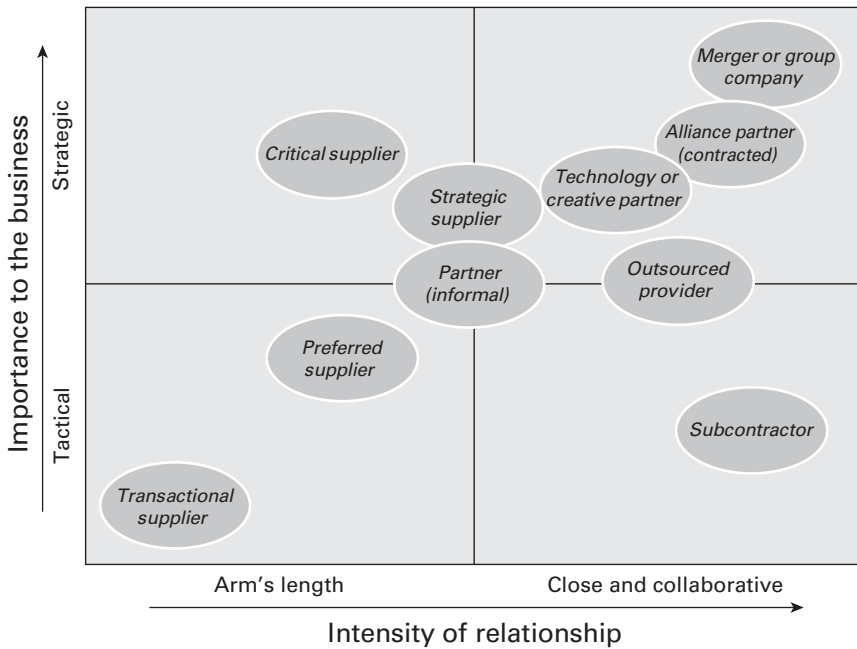 Importance to the business
Strategic
Tactical
Merger or group
company
Alliance partner
(contracted)
Critical supplier
Technology or
creative partner
Strategic
supplier
Partner
(informal)
Outsourced
provider
Preferred
supplier
Subcontractor
Transactional
supplier
Arm's length
Close and collaborative
Intensity of relationship